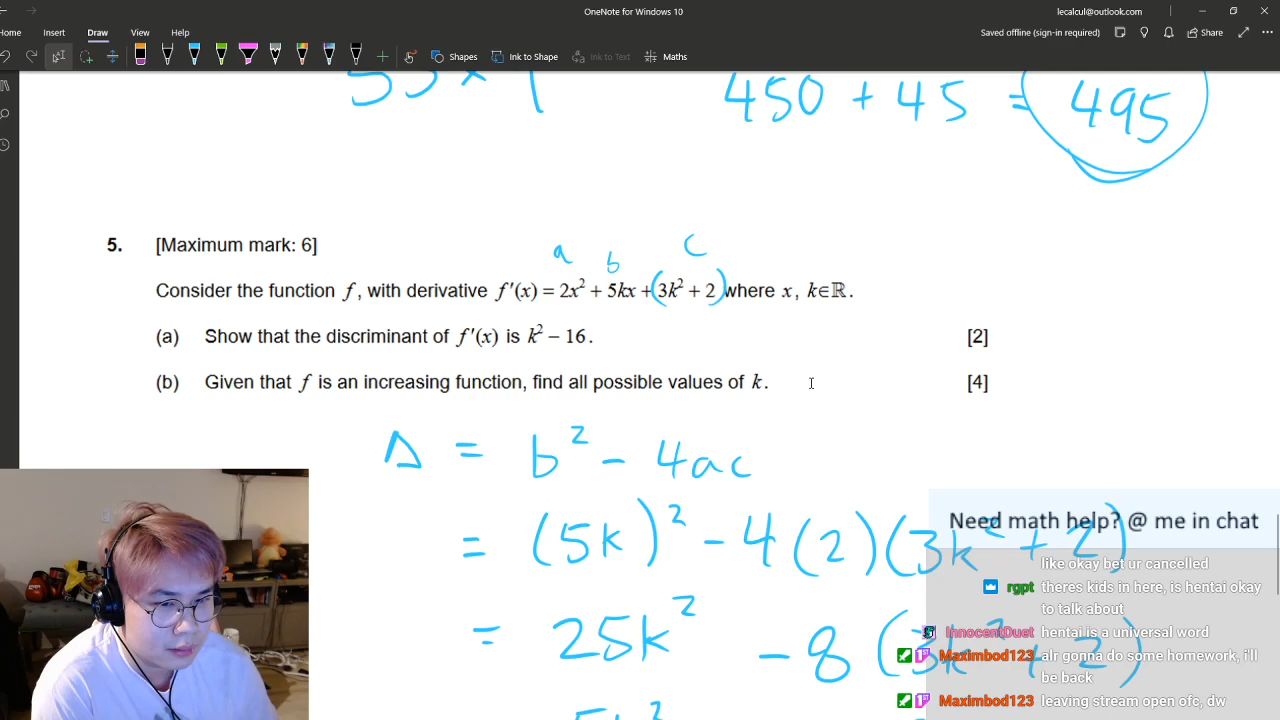 OneNote for Windows 10
lecalcul@outlook.com
Home Insert Draw View Help
Saved offline (sign-in required)
Share
Shapes Ink to Shape Ink to Text Maths
450 + 45 = 495
5. [Maximum mark: 6]
a b c
Consider the function f, with derivative f′(x) = 2x² + 5kx + (3k² + 2) where x, k∈ℝ.
(a) Show that the discriminant of f′(x) is k² − 16. [2]
(b) Given that f is an increasing function, find all possible values of k. [4]
Δ = b² − 4ac
= (5k)² − 4(2)(3k² + 2)
= 25k² − 8(3k² + 2)
Need math help? @ me in chat
like okay bet ur cancelled
rgpt theres kids in here, is hentai okay
to talk about
InnocentDuet hentai is a universal word
Maximbod123 alr gonna do some homework, i'll
be back
Maximbod123 leaving stream open ofc, dw